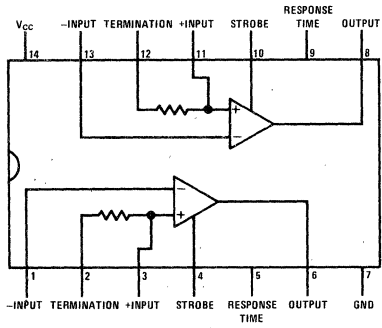 RESPONSE
VCC –INPUT TERMINATION +INPUT STROBE TIME OUTPUT
14 13 12 11 10 9 8
+
–
–
+
1 2 3 4 5 6 7
–INPUT TERMINATION +INPUT STROBE RESPONSE OUTPUT GND
TIME